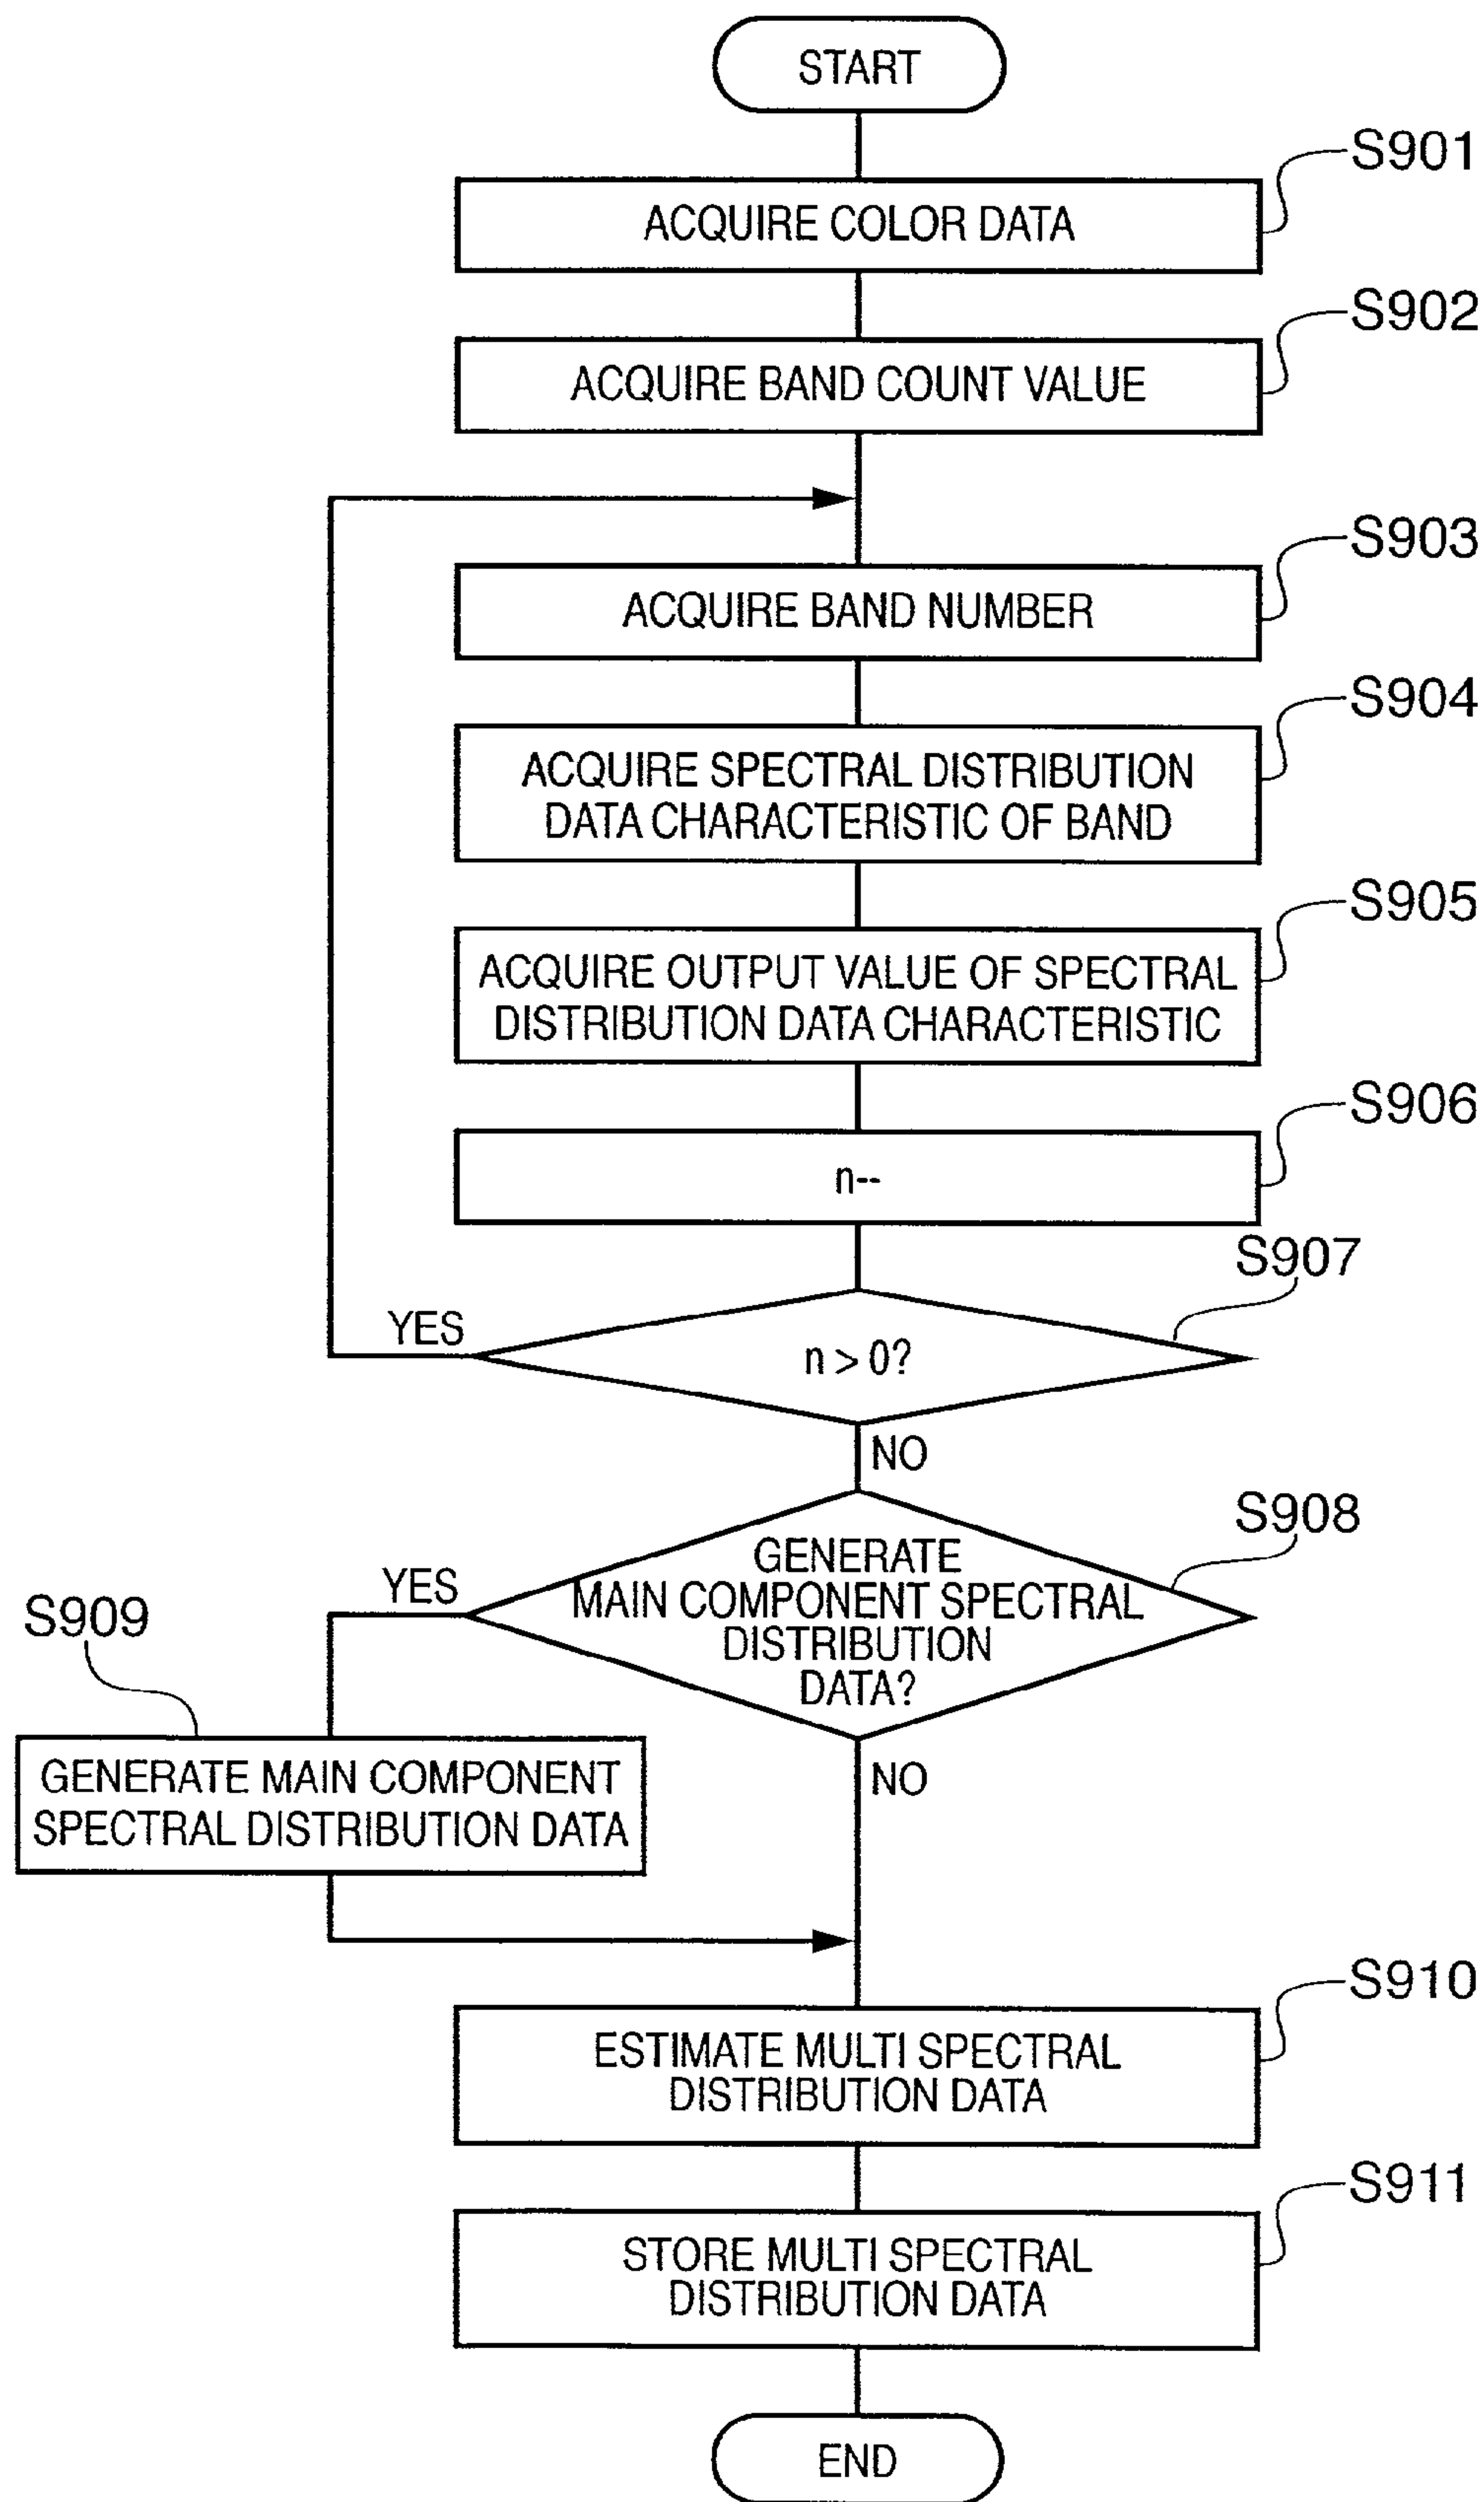 START
S901
ACQUIRE COLOR DATA
S902
ACQUIRE BAND COUNT VALUE
S903
ACQUIRE BAND NUMBER
S904
ACQUIRE SPECTRAL DISTRIBUTION
DATA CHARACTERISTIC OF BAND
S905
ACQUIRE OUTPUT VALUE OF SPECTRAL
DISTRIBUTION DATA CHARACTERISTIC
S906
n--
S907
YES
n > 0?
NO
S908
YES
GENERATE
MAIN COMPONENT SPECTRAL
DISTRIBUTION
DATA?
S909
GENERATE MAIN COMPONENT
SPECTRAL DISTRIBUTION DATA
NO
S910
ESTIMATE MULTI SPECTRAL
DISTRIBUTION DATA
S911
STORE MULTI SPECTRAL
DISTRIBUTION DATA
END